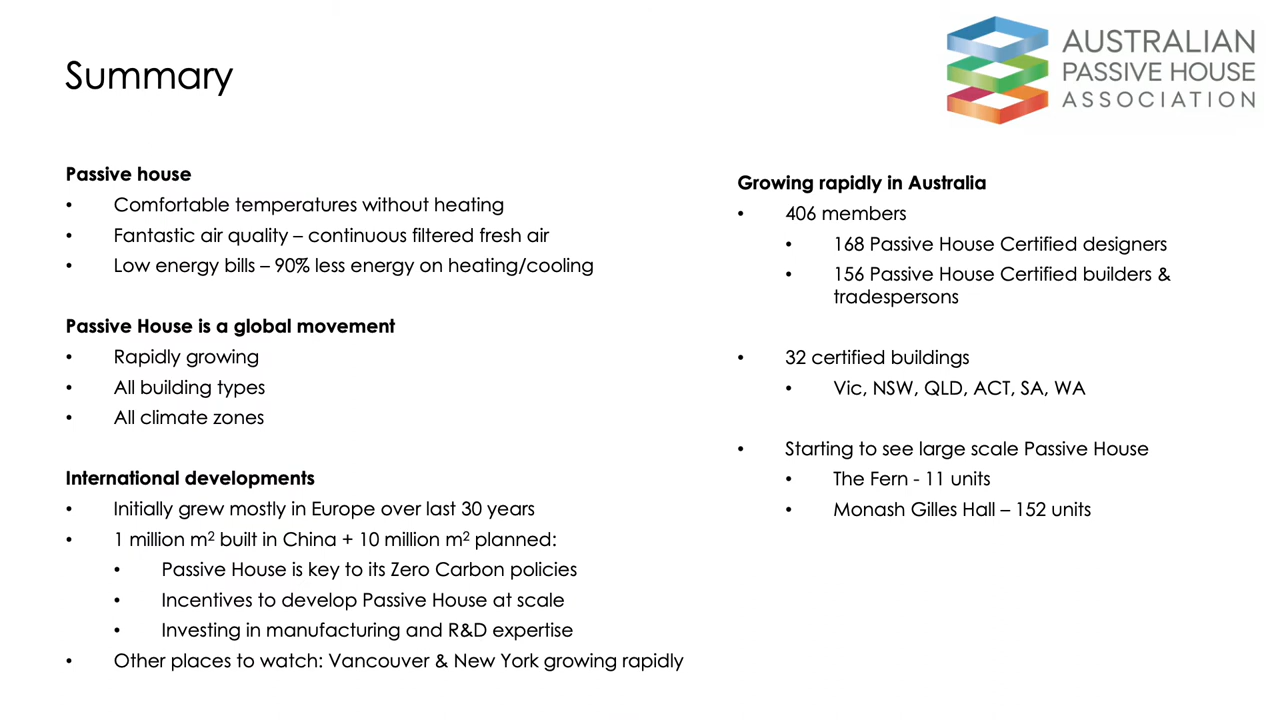 Summary
AUSTRALIAN
PASSIVE HOUSE
ASSOCIATION
Passive house
• Comfortable temperatures without heating
• Fantastic air quality – continuous filtered fresh air
• Low energy bills – 90% less energy on heating/cooling
Passive House is a global movement
• Rapidly growing
• All building types
• All climate zones
International developments
• Initially grew mostly in Europe over last 30 years
• 1 million m² built in China + 10 million m² planned:
• Passive House is key to its Zero Carbon policies
• Incentives to develop Passive House at scale
• Investing in manufacturing and R&D expertise
• Other places to watch: Vancouver & New York growing rapidly
Growing rapidly in Australia
• 406 members
• 168 Passive House Certified designers
• 156 Passive House Certified builders &
tradespersons
• 32 certified buildings
• Vic, NSW, QLD, ACT, SA, WA
• Starting to see large scale Passive House
• The Fern - 11 units
• Monash Gilles Hall – 152 units